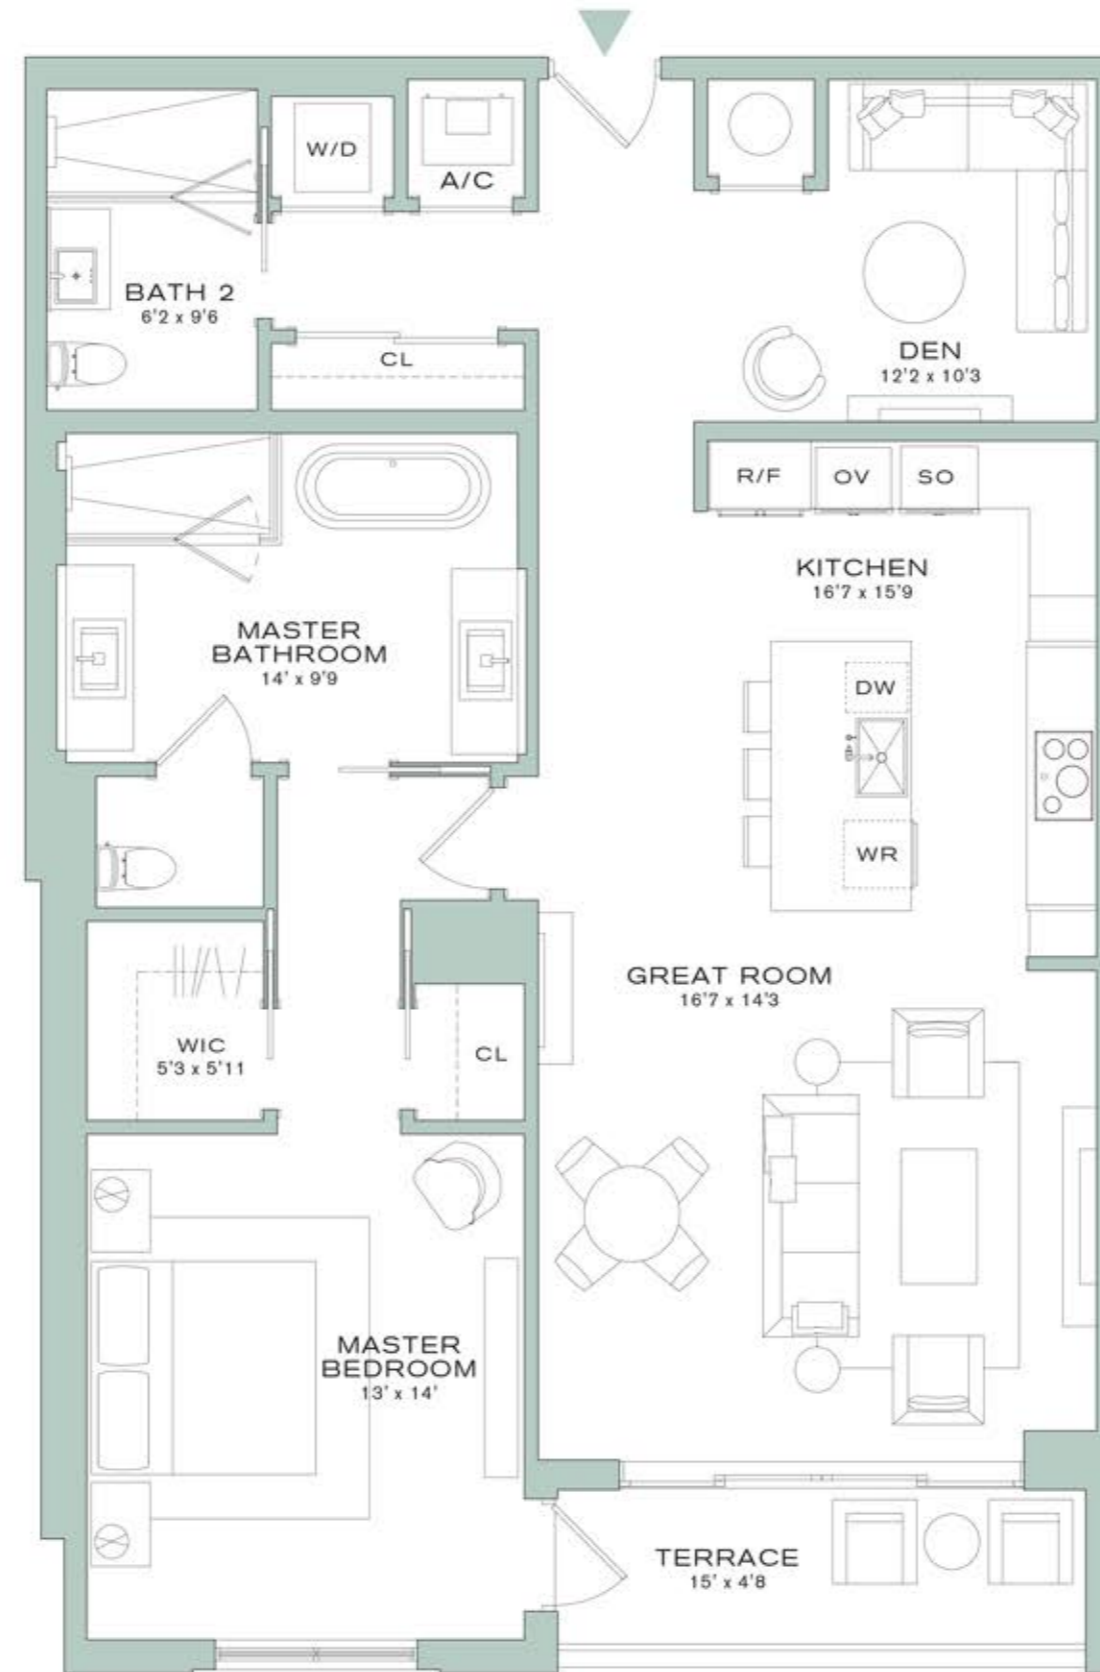 W/D
A/C
BATH 2
6'2 x 9'6
CL
DEN
12'2 x 10'3
R/F
OV
SO
KITCHEN
16'7 x 15'9
MASTER
BATHROOM
14' x 9'9
DW
WR
GREAT ROOM
16'7 x 14'3
WIC
5'3 x 5'11
CL
MASTER
BEDROOM
13' x 14'
TERRACE
15' x 4'8